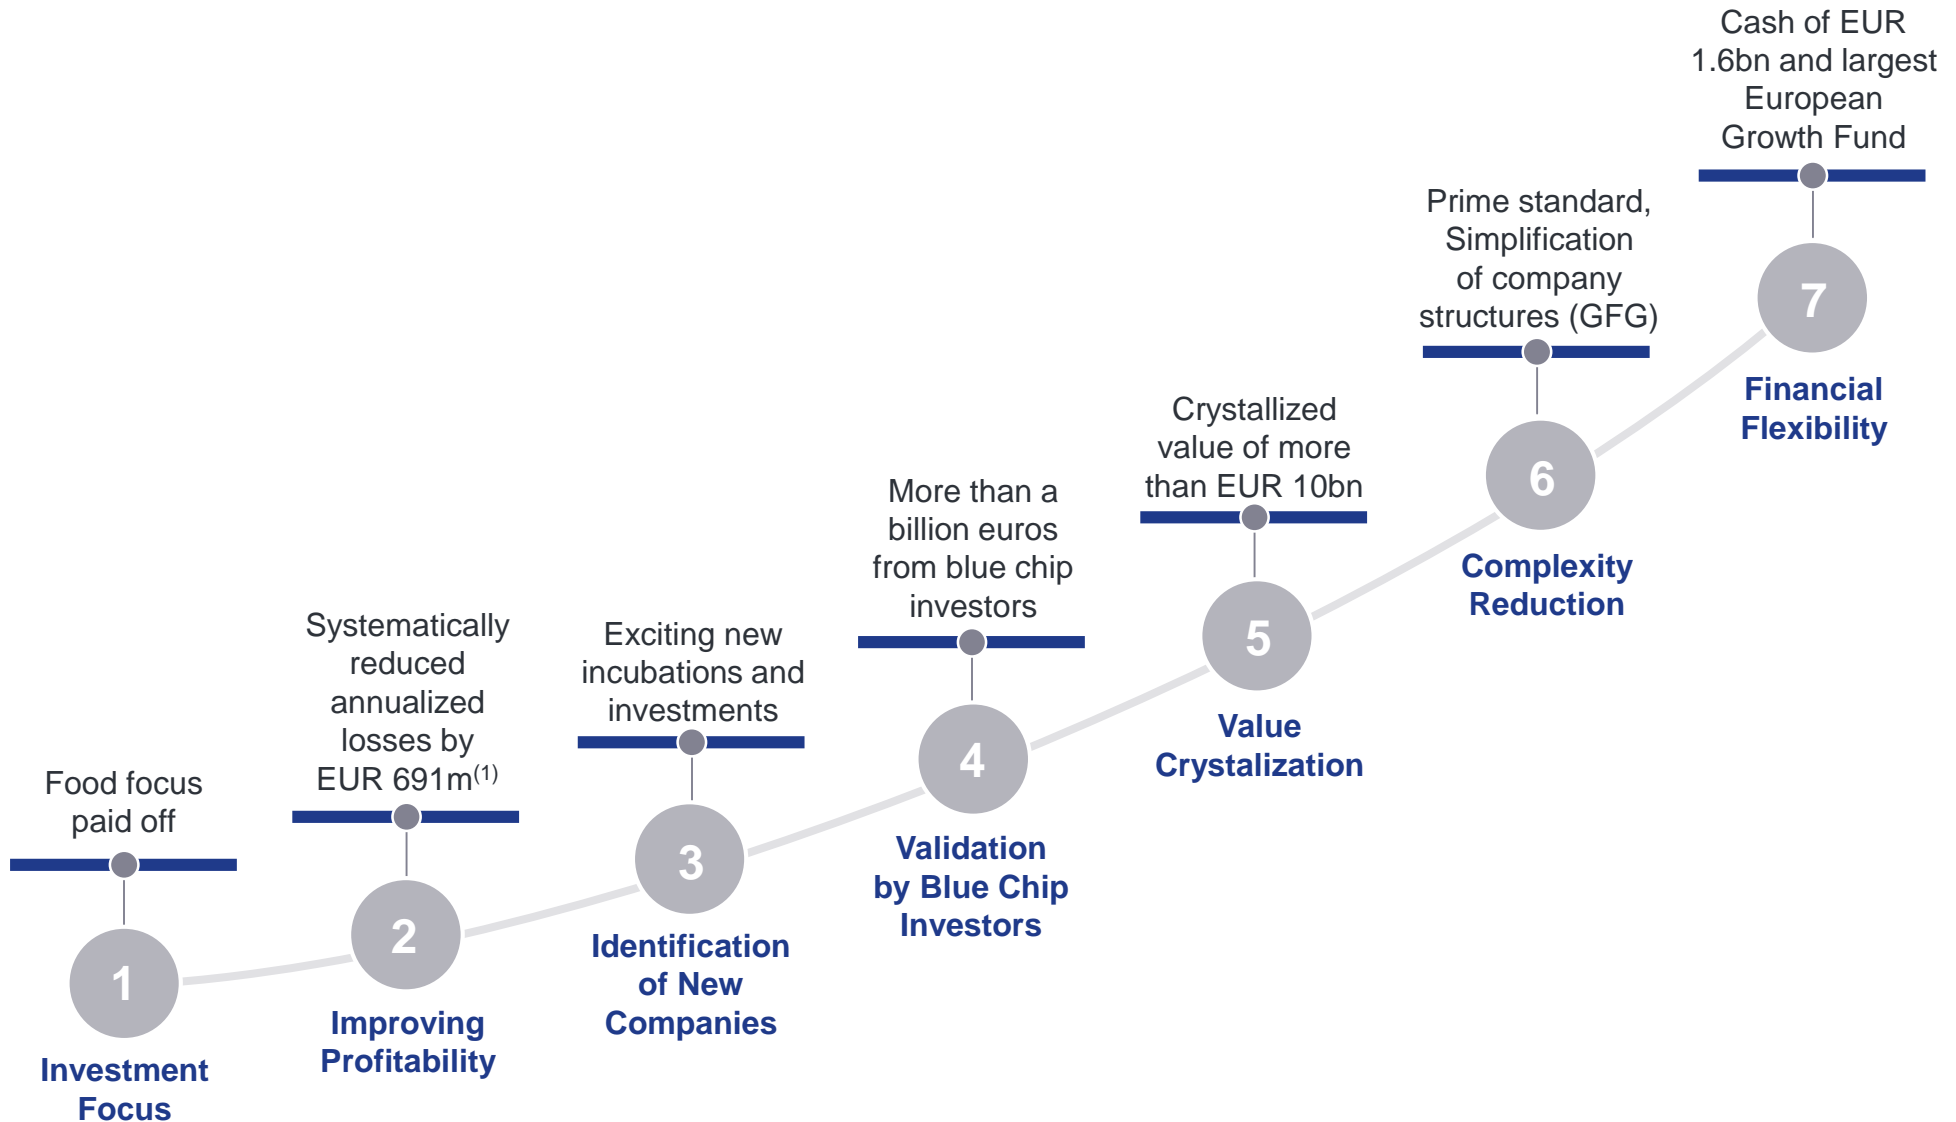 Food focus
paid off
1
Investment
Focus
Systematically
reduced
annualized
losses by
EUR 691m(1)
2
Improving
Profitability
Exciting new
incubations and
investments
3
Identification
of New
Companies
More than a
billion euros
from blue chip
investors
4
Validation
by Blue Chip
Investors
Crystallized
value of more
than EUR 10bn
5
Value
Crystalization
Prime standard,
Simplification
of company
structures (GFG)
6
Complexity
Reduction
Cash of EUR
1.6bn and largest
European
Growth Fund
7
Financial
Flexibility